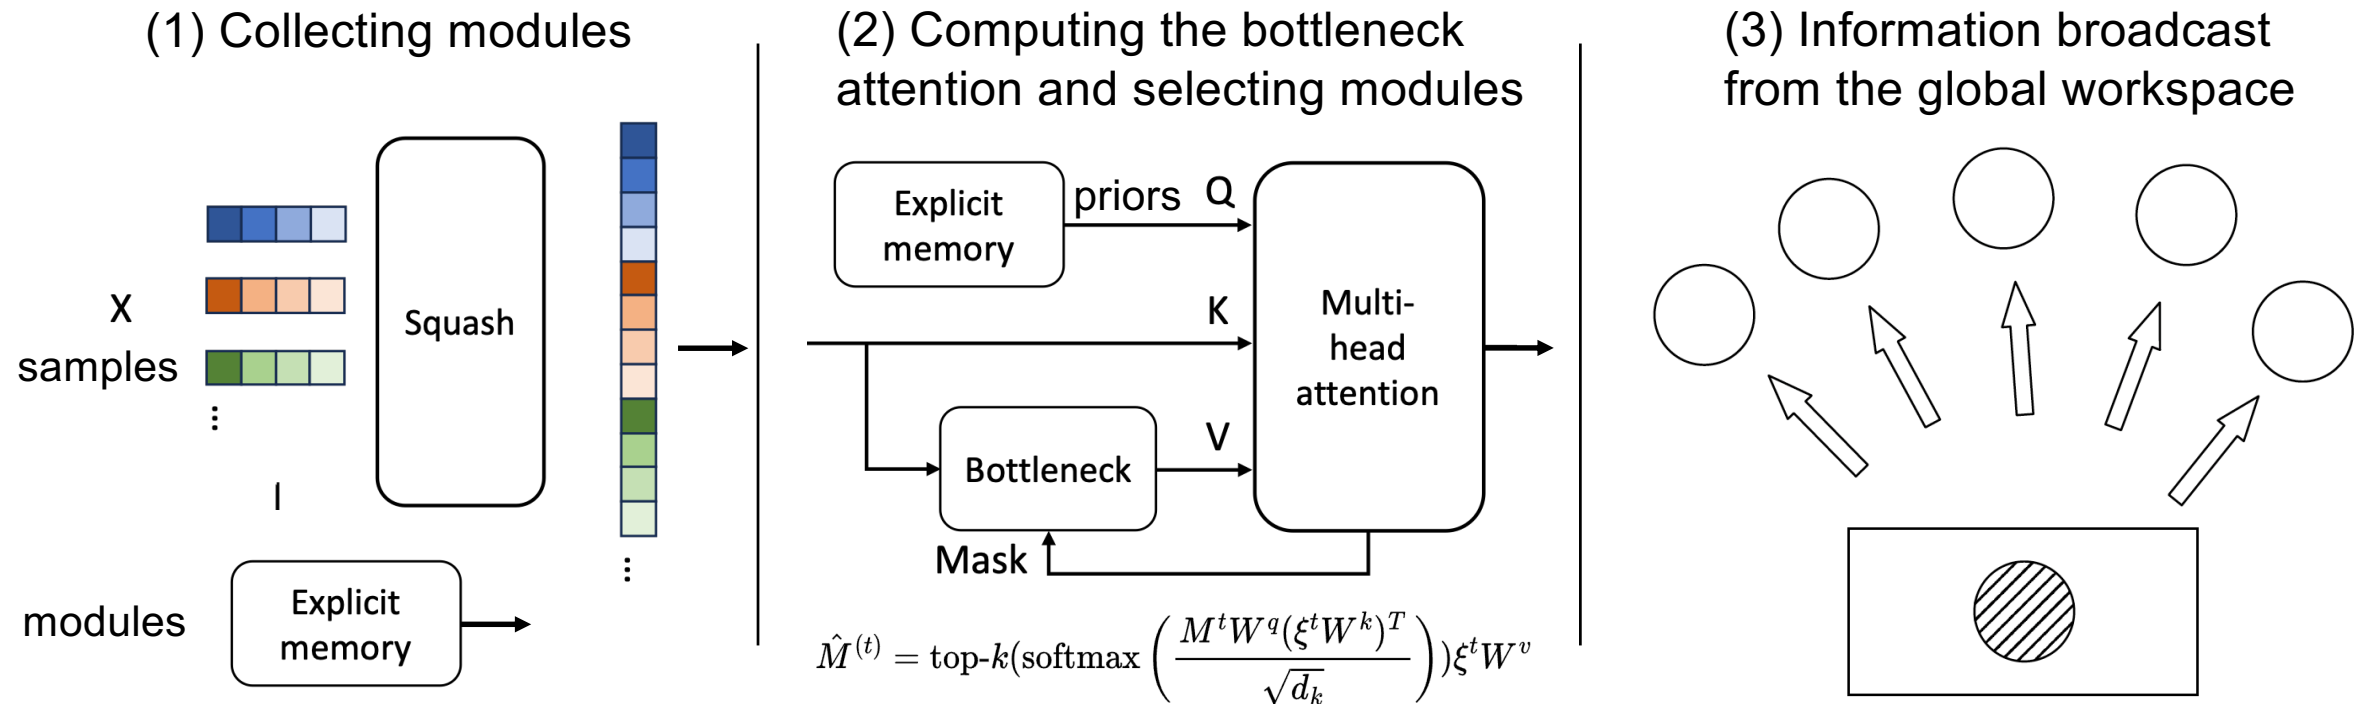 (1) Collecting modules
X
samples
Squash
modules
Explicit
memory
(2) Computing the bottleneck
attention and selecting modules
Explicit
memory
priors
Q
K
V
Bottleneck
Mask
Multi-
head
attention
M̂^{(t)} = top-k(softmax(M^t W^q(ξ^t W^k)^T / √d_k))ξ^t W^v
(3) Information broadcast
from the global workspace